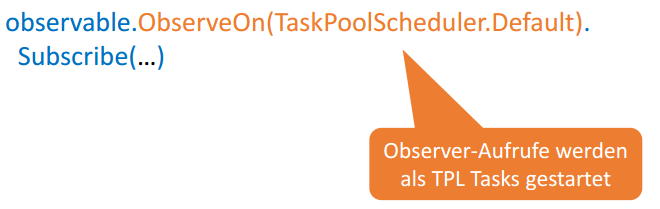 observable.ObserveOn(TaskPoolScheduler.Default).
Subscribe(…)
Observer-Aufrufe werden
als TPL Tasks gestartet